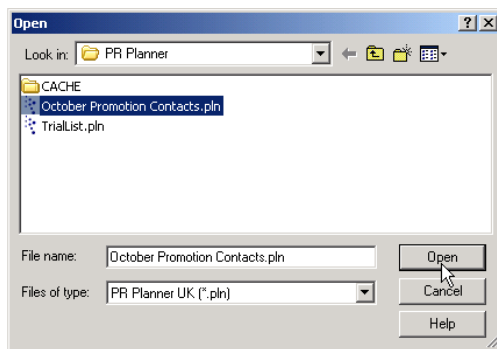 Open
Look in: PR Planner
CACHE
October Promotion Contacts.pln
TrialList.pln
File name: October Promotion Contacts.pln Open
Files of type: PR Planner UK (*.pln) Cancel
Help